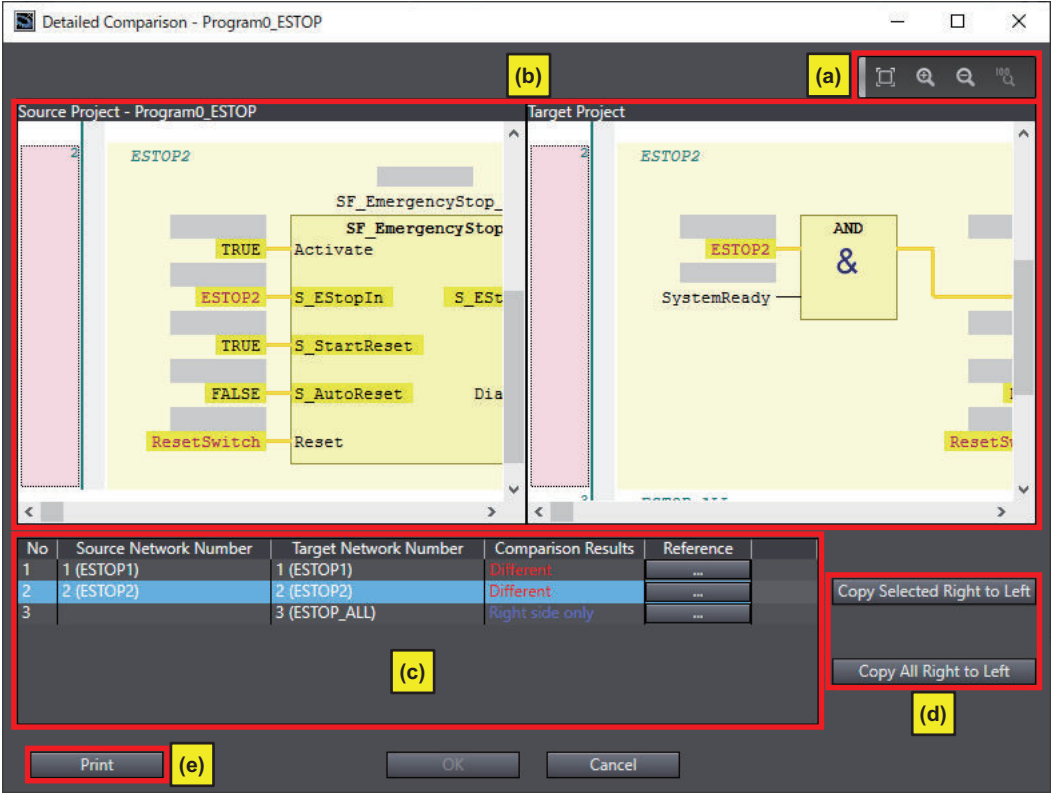 Detailed Comparison - Program0_ESTOP
(b)
(a)
100
Source Project - Program0_ESTOP
Target Project
2
ESTOP2
SF_EmergencyStop_
SF_EmergencyStop
TRUE
Activate
ESTOP2
S_EStopIn
S_ESt
TRUE
S_StartReset
FALSE
S_AutoReset
Dia
ResetSwitch
Reset
2
ESTOP2
AND
&
ESTOP2
SystemReady
ResetSw
No Source Network Number Target Network Number Comparison Results Reference
1 1 (ESTOP1) 1 (ESTOP1) Different ...
2 2 (ESTOP2) 2 (ESTOP2) Different ...
3 3 (ESTOP_ALL) Right side only ...
(c)
Copy Selected Right to Left
Copy All Right to Left
(d)
Print
(e)
OK
Cancel